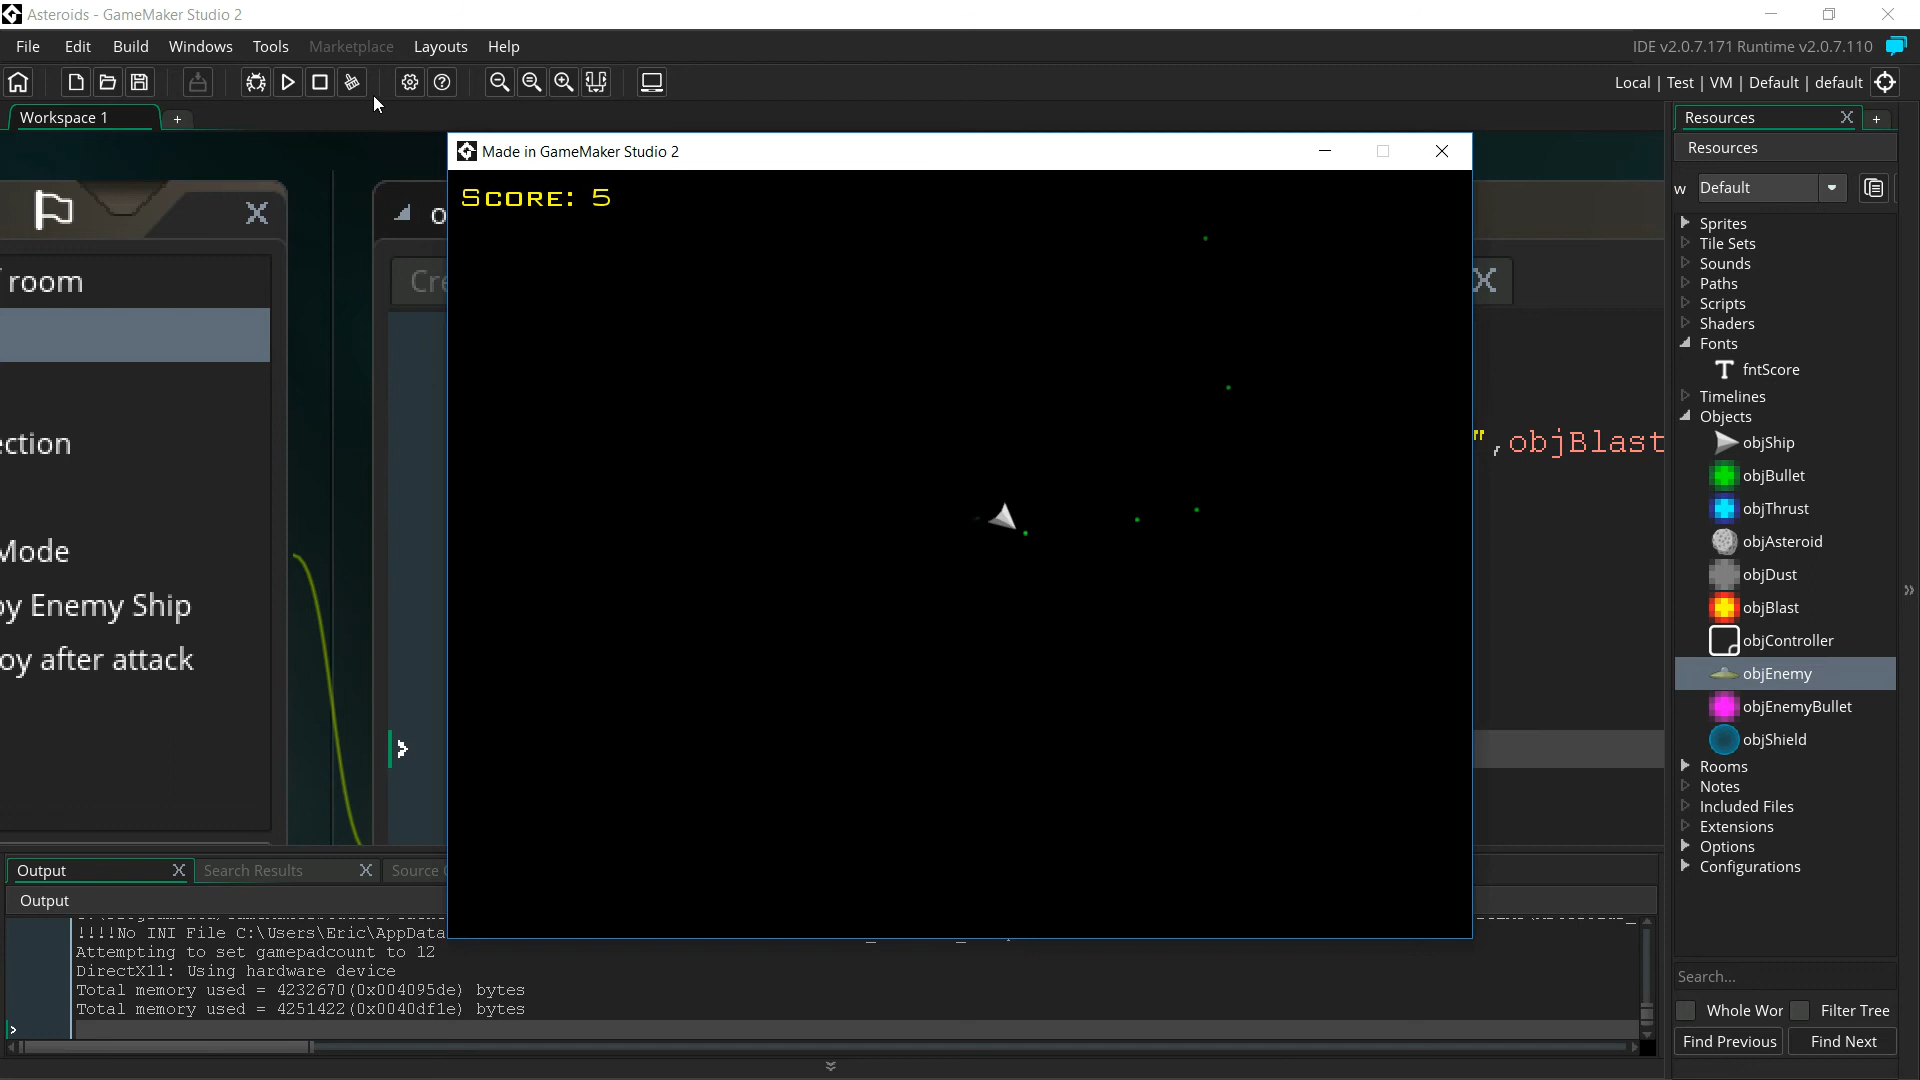 Asteroids - GameMaker Studio 2
File Edit Build Windows Tools Marketplace Layouts Help
IDE v2.0.7.171 Runtime v2.0.7.110
Local | Test | VM | Default | default
Workspace 1
+
Made in GameMaker Studio 2
SCORE: 5
room
ection
Mode
oy Enemy Ship
oy after attack
o
Cre
",objBlast
Resources
+
Resources
w Default
Sprites
Tile Sets
Sounds
Paths
Scripts
Shaders
Fonts
fntScore
Timelines
Objects
objShip
objBullet
objThrust
objAsteroid
objDust
objBlast
objController
objEnemy
objEnemyBullet
objShield
Rooms
Notes
Included Files
Extensions
Options
Configurations
Search...
Whole Wor Filter Tree
Find Previous Find Next
Output Search Results Source
Output
!!!!No INI File C:\Users\Eric\AppData
Attempting to set gamepadcount to 12
DirectX11: Using hardware device
Total memory used = 4232670(0x004095de) bytes
Total memory used = 4251422(0x0040df1e) bytes